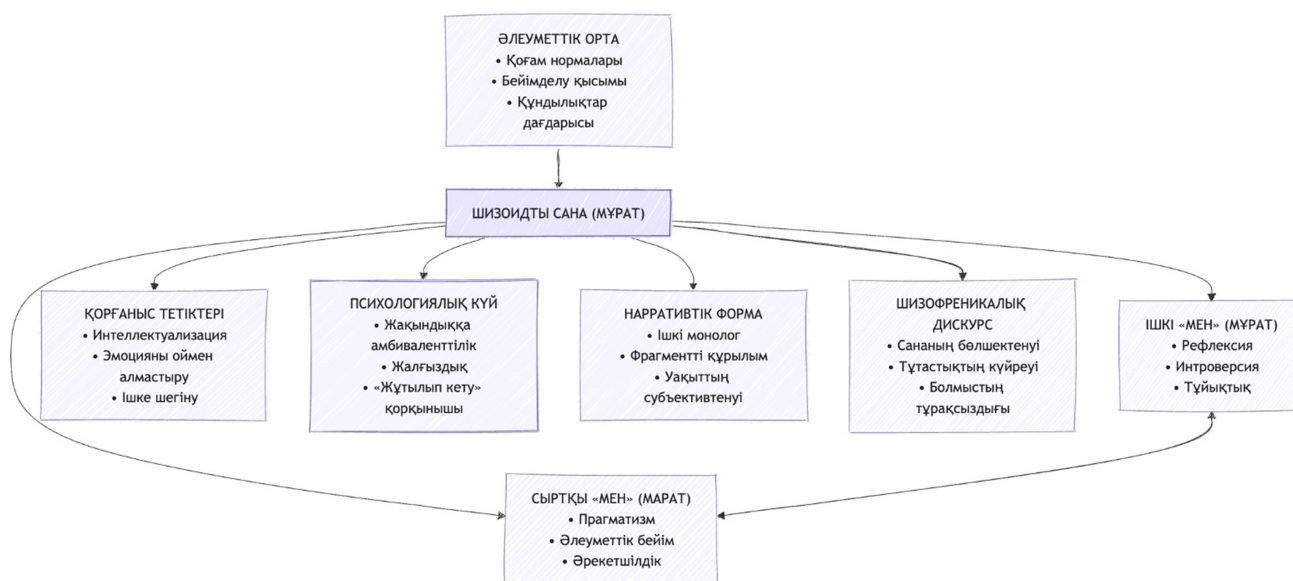 ӘЛЕУМЕТТІК ОРТА
• Қоғам нормалары
• Бейімделу қысымы
• Құндылықтар
дағдарысы
ШИЗОИДТЫ САНА (МҰРАТ)
ҚОРҒАНЫС ТЕТІКТЕРІ
• Интеллектуализация
• Эмоцияны оймен
алмастыру
• Ішке шегіну
ПСИХОЛОГИЯЛЫҚ КҮЙ
• Жақындыққа
амбиваленттілік
• Жалғыздық
• «Жұтылып кету»
қорқынышы
НАРРАТИВТІК ФОРМА
• Ішкі монолог
• Фрагментті құрылым
• Уақыттың
субъективтенуі
ШИЗОФРЕНИКАЛЫҚ
ДИСКУРС
• Сананың бөлшектенуі
• Тұтастықтың күйреуі
• Болмыстың
тұрақсыздығы
ІШКІ «МЕН» (МҰРАТ)
• Рефлексия
• Интроверсия
• Тұйықтық
СЫРТҚЫ «МЕН» (МАРАТ)
• Прагматизм
• Әлеуметтік бейім
• Әрекетшілдік